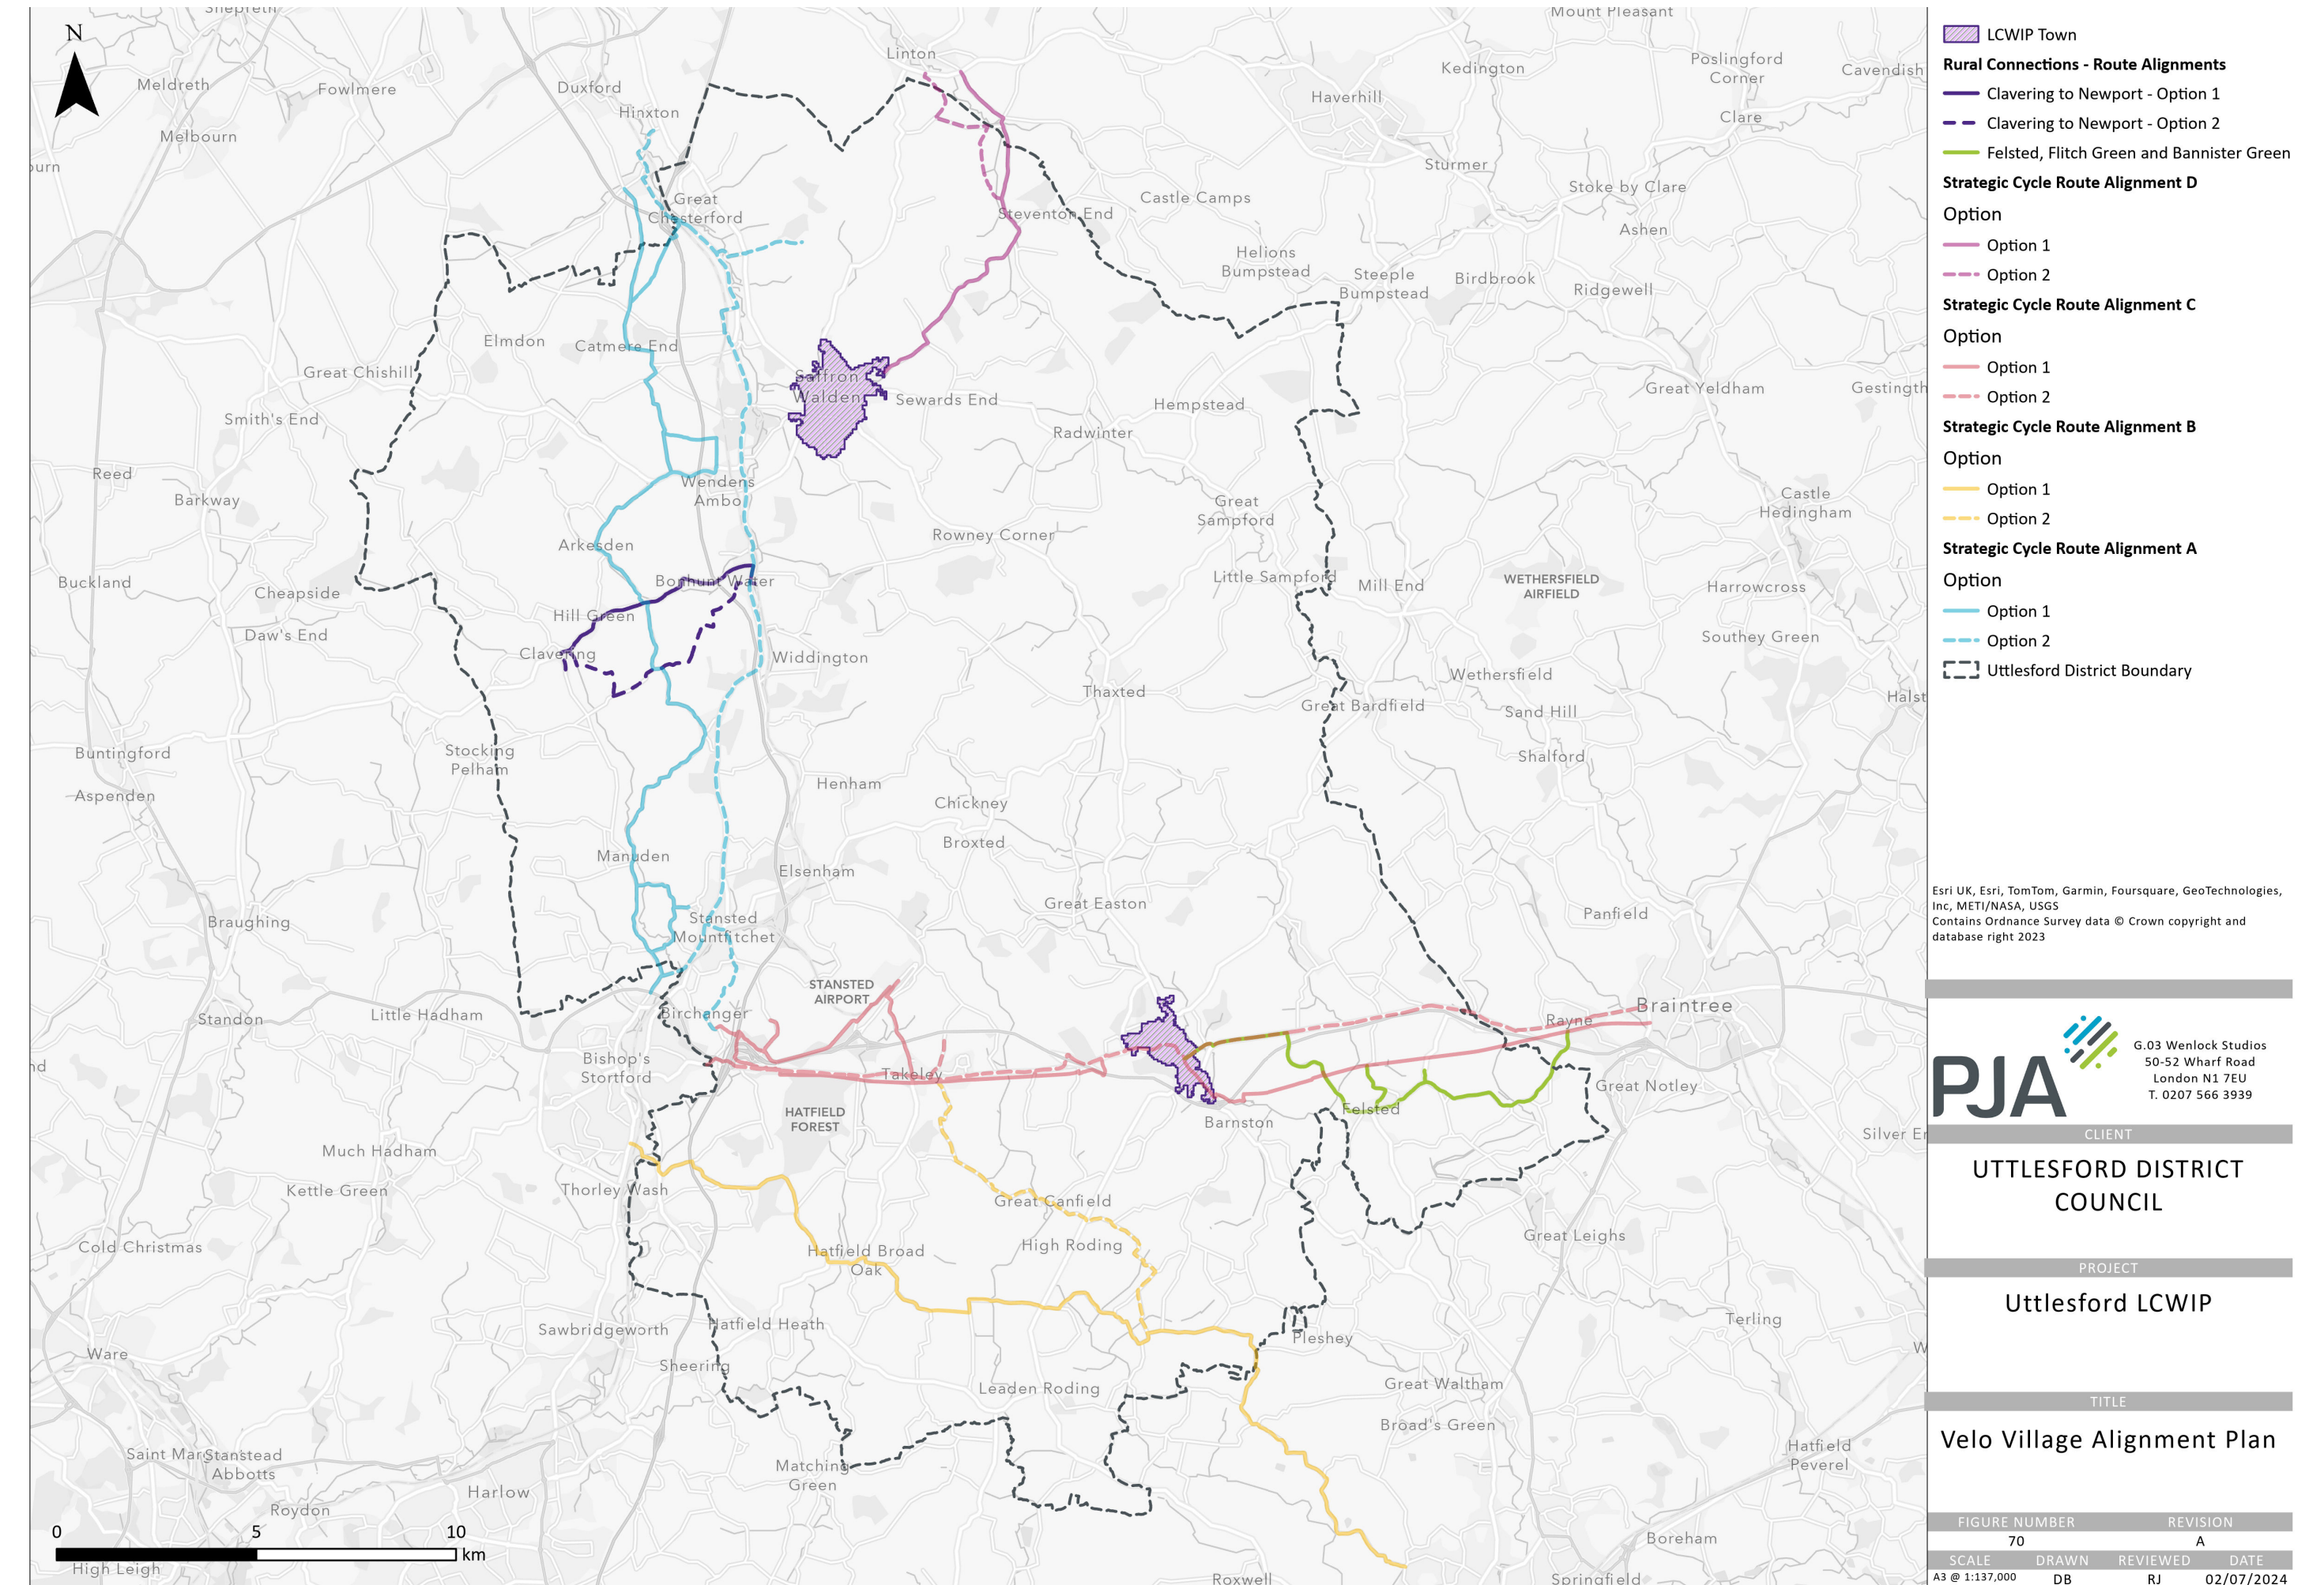 Shepreth
Mount Pleasant
N
Linton
Meldreth
Fowlmere
Duxford
Hinxton
Kedington
Poslingford
Corner
Cavendish
Haverhill
Clare
Melbourn
Sturmer
Great
Chesterford
Castle Camps
Stoke by Clare
Steventon End
Ashen
Helions
Bumpstead
Steeple
Bumpstead
Birdbrook
Ridgewell
Elmdon
Catmere End
Great Chishill
Saffron
Walden
Sewards End
Great Yeldham
Smith's End
Hempstead
Radwinter
Reed
Barkway
Wendens
Ambo
Great
Sampford
Castle
Hedingham
Arkesden
Rowney Corner
Buckland
Cheapside
Bonhunt Water
Little Sampford
Mill End
WETHERSFIELD
AIRFIELD
Harrowcross
Daw's End
Hill Green
Southey Green
Clavering
Widdington
Wethersfield
Thaxted
Great Bardfield
Sand Hill
Buntingford
Stocking
Pelham
Shalford
Aspenden
Henham
Chickney
Broxted
Manuden
Elsenham
Great Easton
Braughing
Stansted
Mountfitchet
Panfield
STANSTED
AIRPORT
Standon
Little Hadham
Birchanger
Rayne
Braintree
Bishop's
Stortford
Takeley
Great Notley
HATFIELD
FOREST
Felsted
Barnston
Much Hadham
Silver
Kettle Green
Thorley Wash
Great Canfield
Cold Christmas
Hatfield Broad
Oak
High Roding
Great Leighs
Sawbridgeworth
Hatfield Heath
Pleshey
Terling
Ware
Sheering
Leaden Roding
Great Waltham
Broad's Green
Stanstead
Abbotts
Matching
Green
Hatfield
Peverel
Harlow
Roydon
Boreham
0 5 10
km
High Leigh
Roxwell
Springfield
LCWIP Town
Rural Connections - Route Alignments
Clavering to Newport - Option 1
Clavering to Newport - Option 2
Felsted, Flitch Green and Bannister Green
Strategic Cycle Route Alignment D
Option
Option 1
Option 2
Strategic Cycle Route Alignment C
Option
Option 1
Option 2
Strategic Cycle Route Alignment B
Option
Option 1
Option 2
Strategic Cycle Route Alignment A
Option
Option 1
Option 2
Uttlesford District Boundary
Esri UK, Esri, TomTom, Garmin, Foursquare, GeoTechnologies,
Inc, METI/NASA, USGS
Contains Ordnance Survey data © Crown copyright and
database right 2023
PJA
G.03 Wenlock Studios
50-52 Wharf Road
London N1 7EU
T. 0207 566 3939
CLIENT
UTTLESFORD DISTRICT
COUNCIL
PROJECT
Uttlesford LCWIP
TITLE
Velo Village Alignment Plan
FIGURE NUMBER REVISION
70 A
SCALE DRAWN REVIEWED DATE
A3 @ 1:137,000 DB RJ 02/07/2024